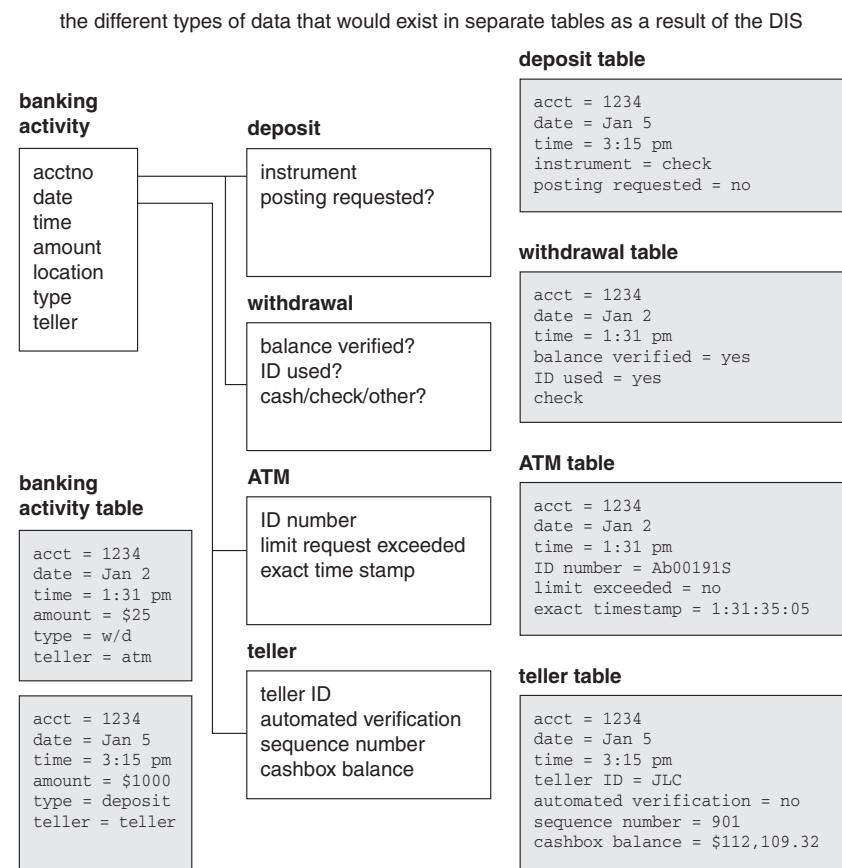 the different types of data that would exist in separate tables as a result of the DIS
banking
activity
acctno
date
time
amount
location
type
teller
deposit
instrument
posting requested?
withdrawal
balance verified?
ID used?
cash/check/other?
ATM
ID number
limit request exceeded
exact time stamp
teller
teller ID
automated verification
sequence number
cashbox balance
banking
activity table
acct = 1234
date = Jan 2
time = 1:31 pm
amount = $25
type = w/d
teller = atm
acct = 1234
date = Jan 5
time = 3:15 pm
amount = $1000
type = deposit
teller = teller
deposit table
acct = 1234
date = Jan 5
time = 3:15 pm
instrument = check
posting requested = no
withdrawal table
acct = 1234
date = Jan 2
time = 1:31 pm
balance verified = yes
ID used = yes
check
ATM table
acct = 1234
date = Jan 2
time = 1:31 pm
ID number = Ab00191S
limit exceeded = no
exact timestamp = 1:31:35:05
teller table
acct = 1234
date = Jan 5
time = 3:15 pm
teller ID = JLC
automated verification = no
sequence number = 901
cashbox balance = $112,109.32